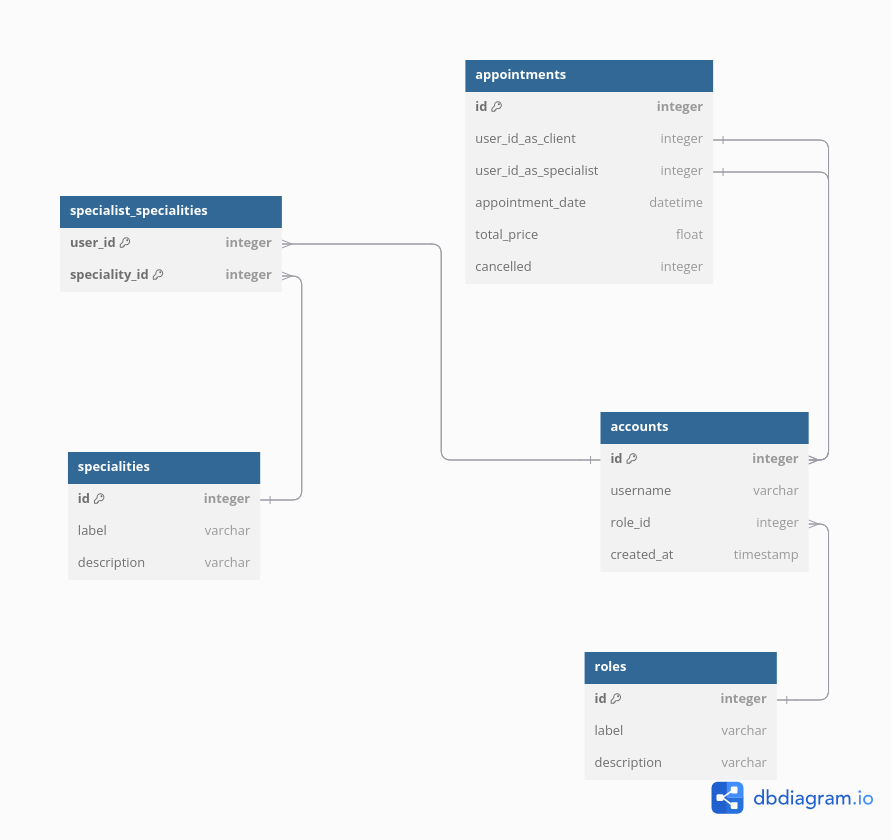 appointments
id integer
user_id_as_client integer
user_id_as_specialist integer
appointment_date datetime
total_price float
cancelled integer
specialist_specialities
user_id integer
speciality_id integer
accounts
id integer
username varchar
role_id integer
created_at timestamp
specialities
id integer
label varchar
description varchar
roles
id integer
label varchar
description varchar
dbdiagram.io